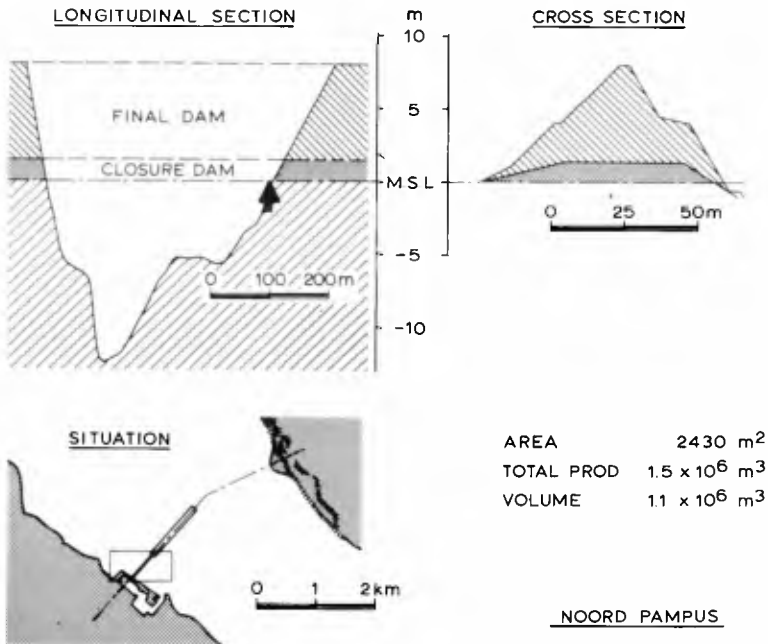 LONGITUDINAL SECTION
m
CROSS SECTION
10
FINAL DAM
5
CLOSURE DAM
M.S.L
0 25 50m
-5
0 100 200m
-10
SITUATION
0 1 2km
AREA 2430 m²
TOTAL PROD 1.5 x 10⁶ m³
VOLUME 1.1 x 10⁶ m³
NOORD PAMPUS